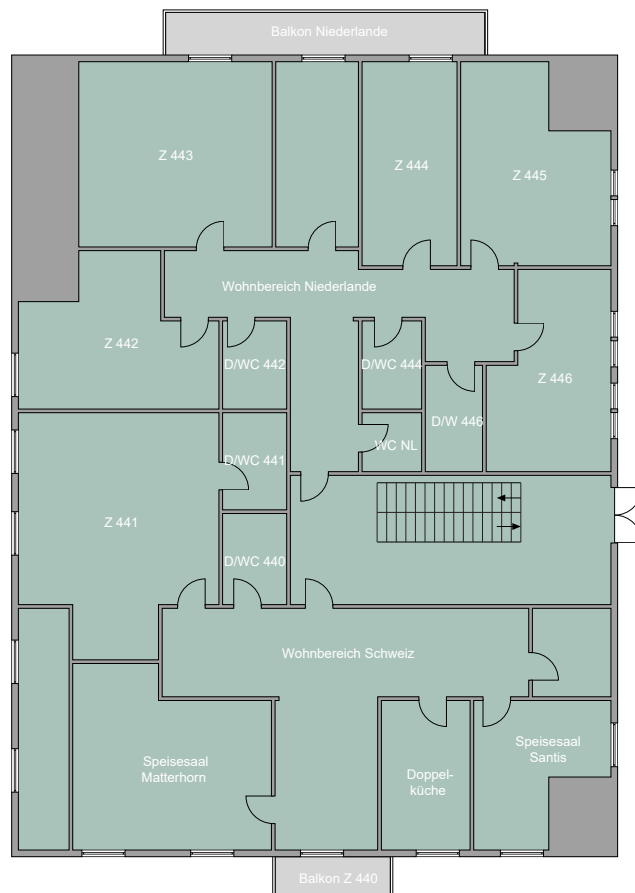 Balkon Niederlande
Z 443
Z 444
Z 445
Wohnbereich Niederlande
Z 442
D/WC 442
D/WC 444
Z 446
D/W 446
WC NL
D/WC 441
Z 441
D/WC 440
Wohnbereich Schweiz
Speisesaal
Matterhorn
Doppel-
küche
Speisesaal
Santis
Balkon Z 440